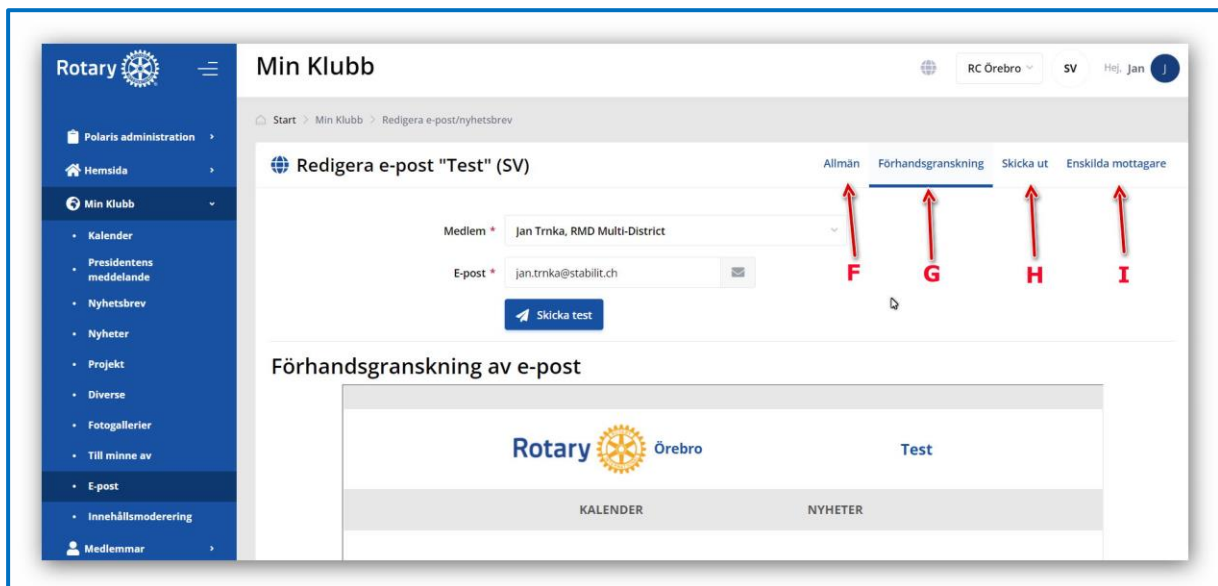 Rotary
Min Klubb
RC Örebro
SV
Hej, Jan
J
Start > Min Klubb > Redigera e-post/nyhetsbrev
Polaris administration
Hemsida
Min Klubb
Kalender
Presidentens
meddelande
Nyhetsbrev
Nyheter
Projekt
Diverse
Fotogallerier
Till minne av
E-post
Innehållsmoderering
Medlemmar
Redigera e-post "Test" (SV)
Allmän Förhandsgranskning Skicka ut Enskilda mottagare
Medlem * Jan Trnka, RMD Multi-District
E-post * jan.trnka@stabilit.ch
F G H I
Skicka test
Förhandsgranskning av e-post
Rotary Örebro Test
KALENDER NYHETER